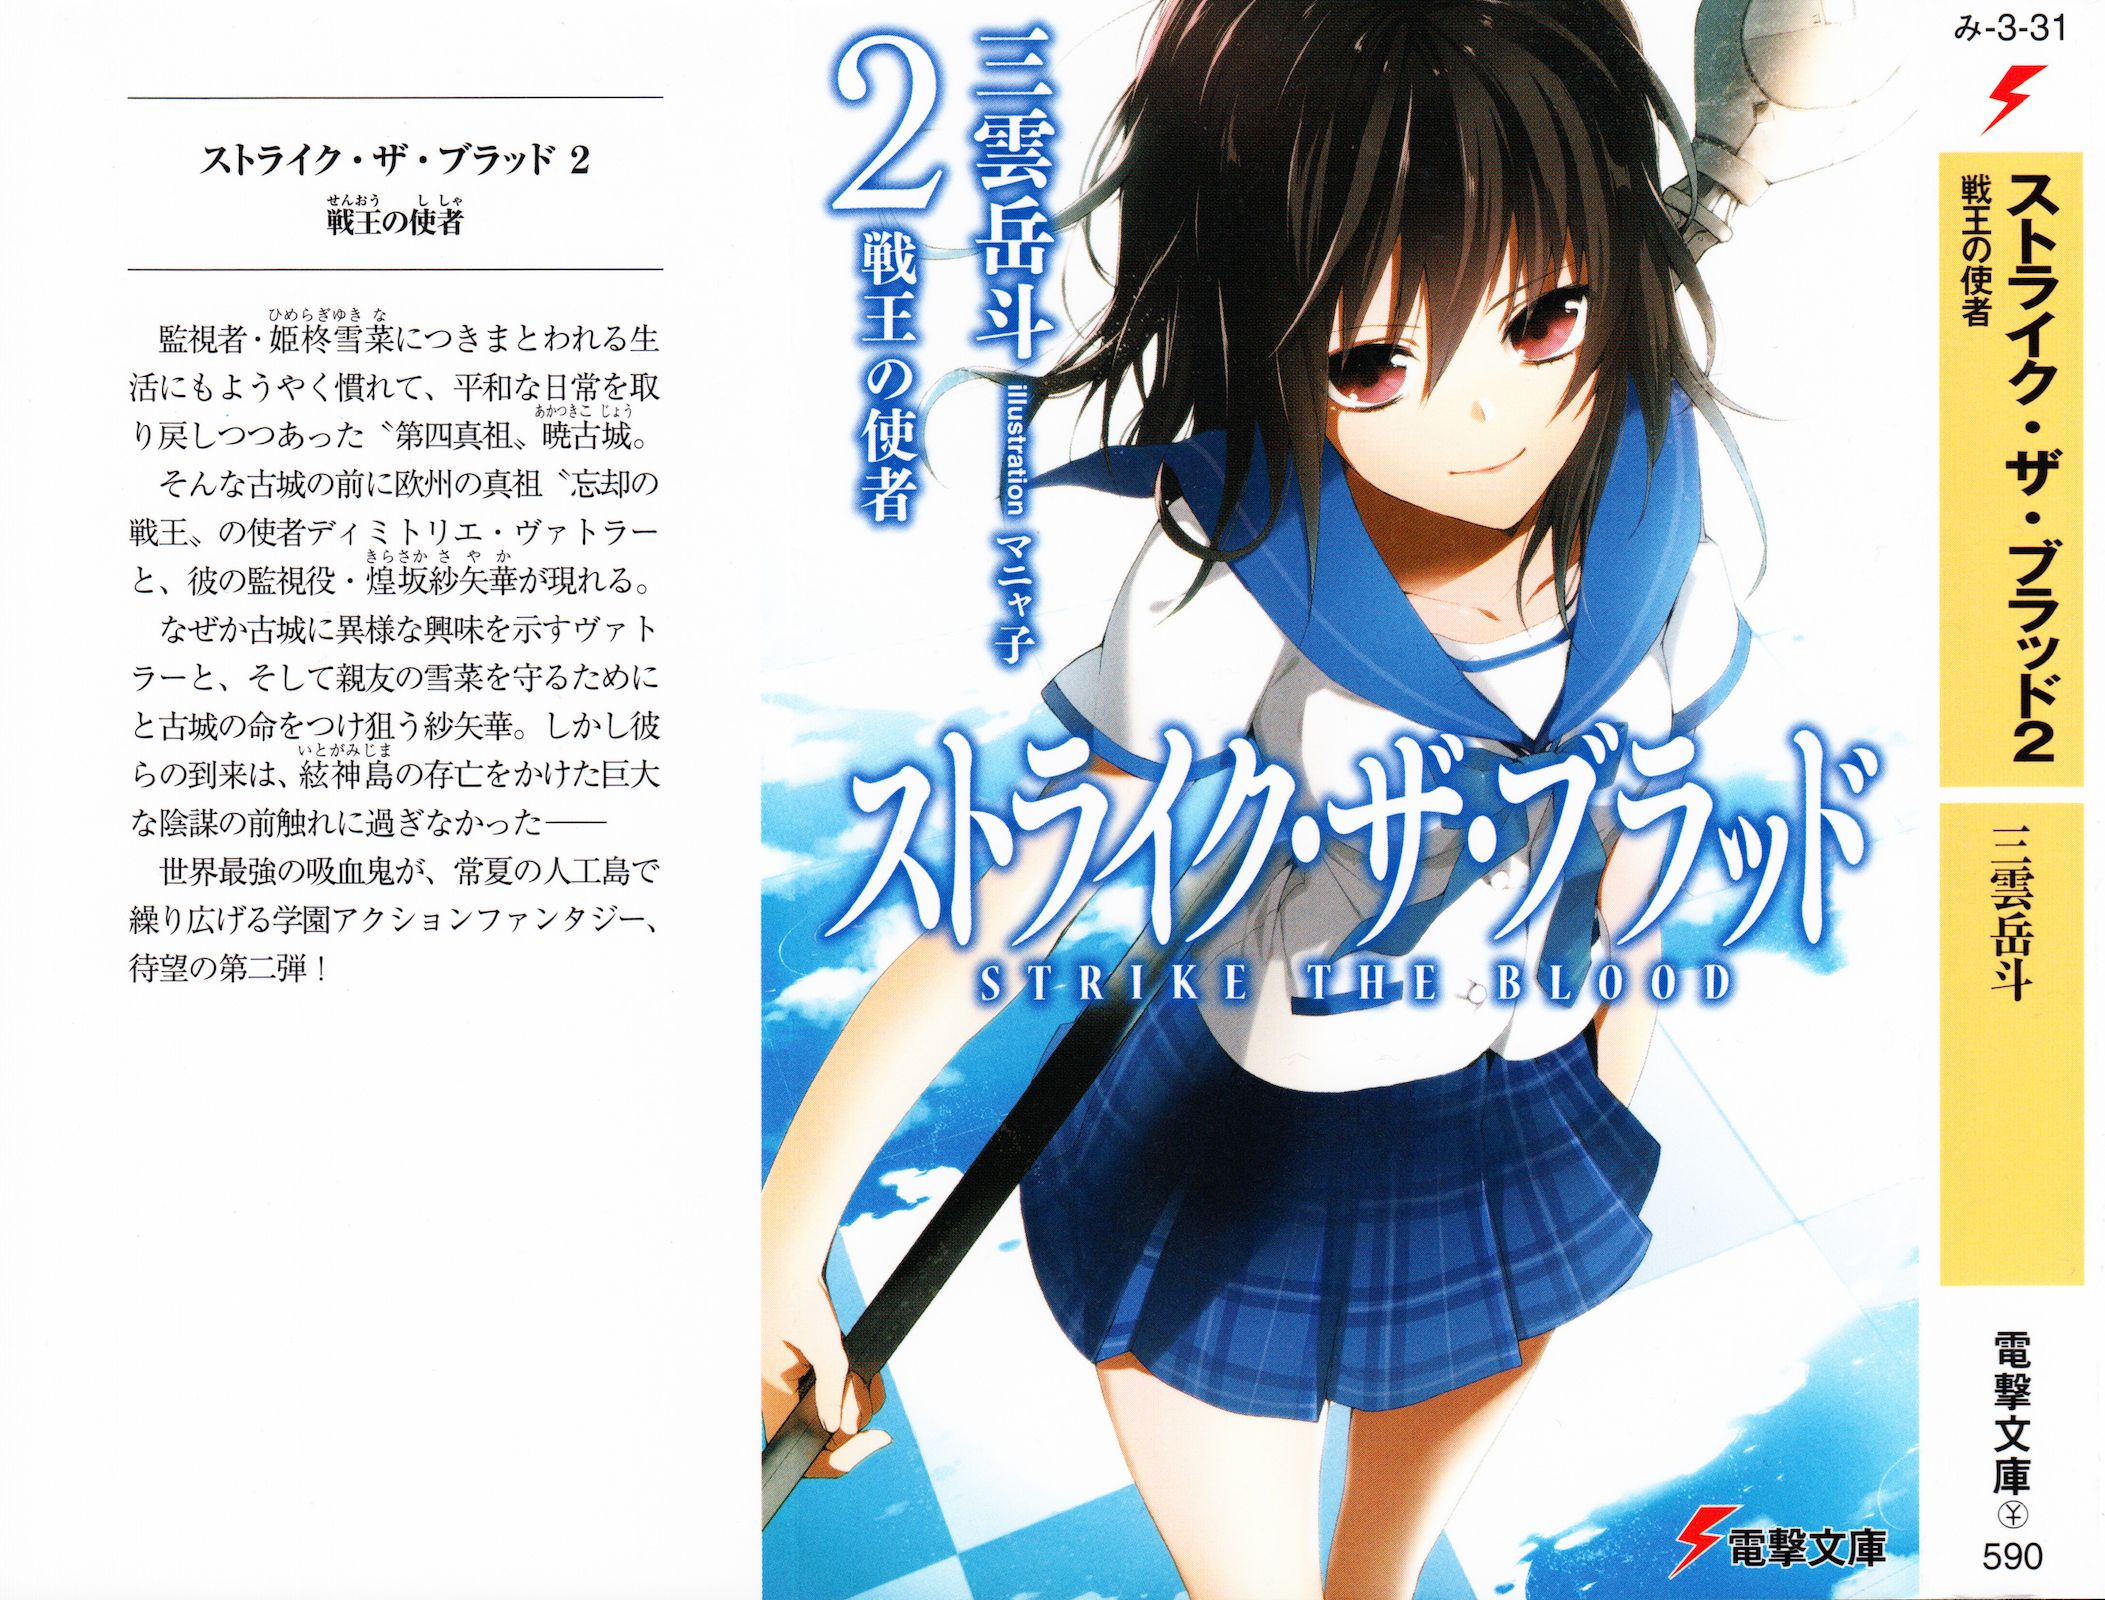 ストライク・ザ・ブラッド 2
せんおう ししゃ
戦王の使者
ひめらぎゆきな
監視者・姫柊雪菜につきまとわれる生
活にもようやく慣れて、平和な日常を取
あかつきこじょう
り戻しつつあった〝第四真祖〟暁古城。
そんな古城の前に欧州の真祖〝忘却の
戦王〟の使者ディミトリエ・ヴァトラー
きらさかさやか
と、彼の監視役・煌坂紗矢華が現れる。
なぜか古城に異様な興味を示すヴァト
ラーと、そして親友の雪菜を守るために
と古城の命をつけ狙う紗矢華。しかし彼
いとがみじま
らの到来は、絃神島の存亡をかけた巨大
な陰謀の前触れに過ぎなかった――
世界最強の吸血鬼が、常夏の人工島で
繰り広げる学園アクションファンタジー、
待望の第二弾！
三雲岳斗
illustration マニャ子
2
戦王の使者
ストライク・ザ・ブラッド
STRIKE THE BLOOD
電撃文庫
み-3-31
ストライク・ザ・ブラッド2
戦王の使者
三雲岳斗
電撃文庫
¥
590